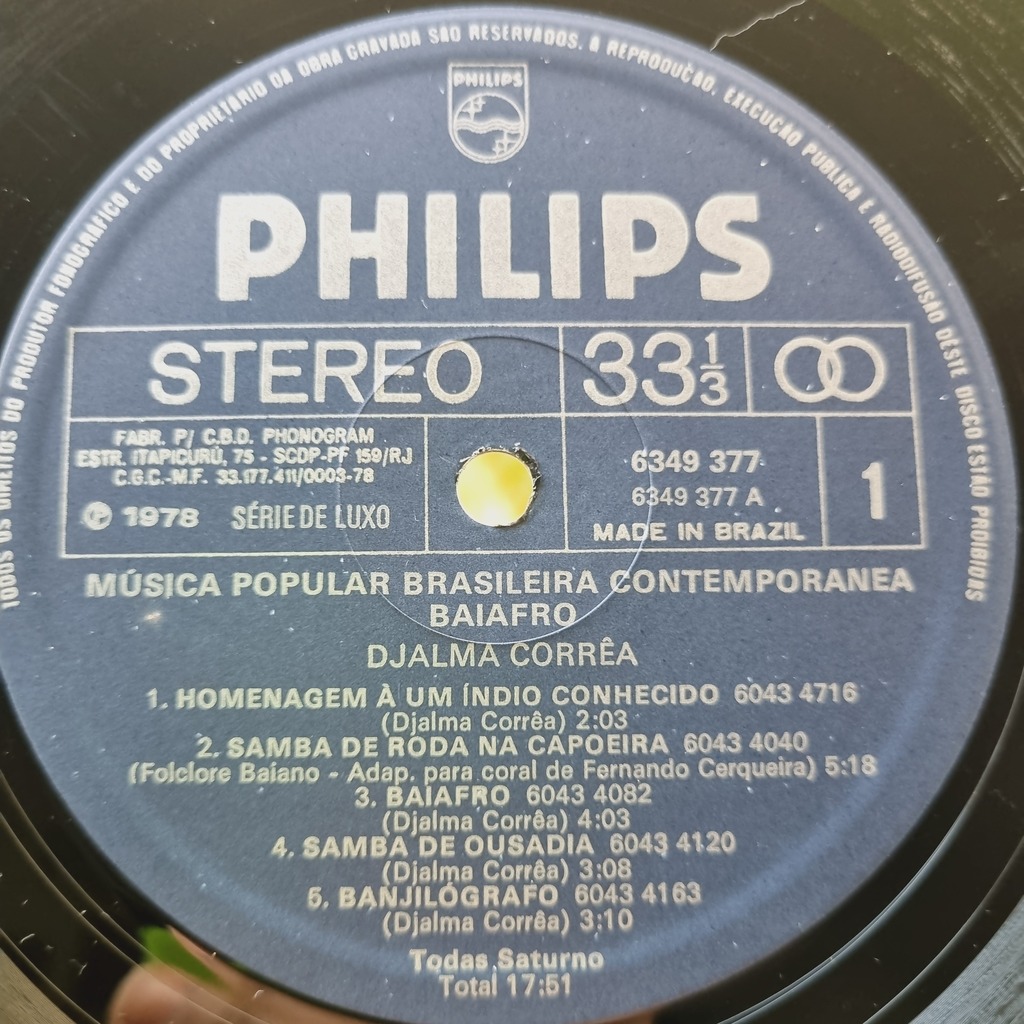 TODOS OS DIREITOS DO PRODUTOR FONOGRÁFICO E DO PROPRIETÁRIO DA OBRA GRAVADA SÃO RESERVADOS. A REPRODUÇÃO, EXECUÇÃO PÚBLICA E RADIODIFUSÃO DÊSTE DISCO ESTÃO PROIBIDAS
PHILIPS
PHILIPS
STEREO 33 1/3
FABR. P/ C.B.D. PHONOGRAM
ESTR. ITAPICURÚ, 75 - SCDP-PF 159/RJ
C.G.C.-M.F. 33.177.411/0003-78
℗ 1978 SÉRIE DE LUXO
6349 377
6349 377 A
MADE IN BRAZIL
1
MÚSICA POPULAR BRASILEIRA CONTEMPORANEA
BAIAFRO
DJALMA CORRÊA
1. HOMENAGEM À UM ÍNDIO CONHECIDO 6043 4716
(Djalma Corrêa) 2:03
2. SAMBA DE RODA NA CAPOEIRA 6043 4040
(Folclore Baiano - Adap. para coral de Fernando Cerqueira) 5:18
3. BAIAFRO 6043 4082
(Djalma Corrêa) 4:03
4. SAMBA DE OUSADIA 6043 4120
(Djalma Corrêa) 3:08
5. BANJILÓGRAFO 6043 4163
(Djalma Corrêa) 3:10
Todas Saturno
Total 17:51